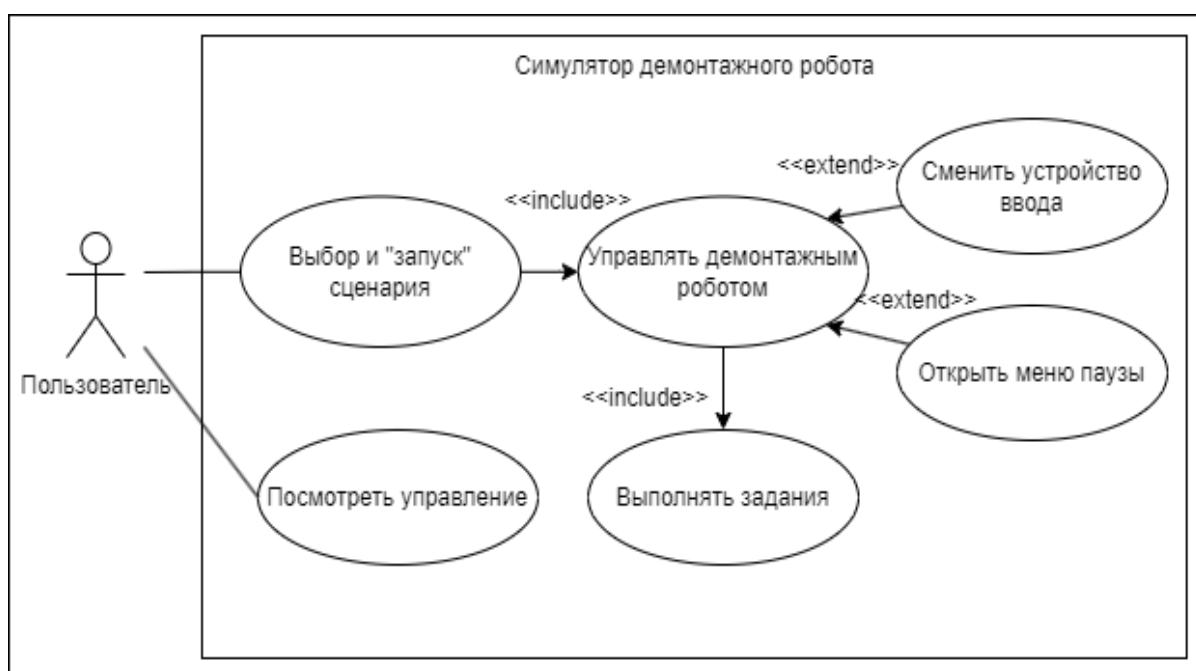 Симулятор демонтажного робота
<<extend>>
Сменить устройство
ввода
<<include>>
Выбор и "запуск"
сценария
Управлять демонтажным
роботом
<<extend>>
Открыть меню паузы
Пользователь
<<include>>
Посмотреть управление
Выполнять задания